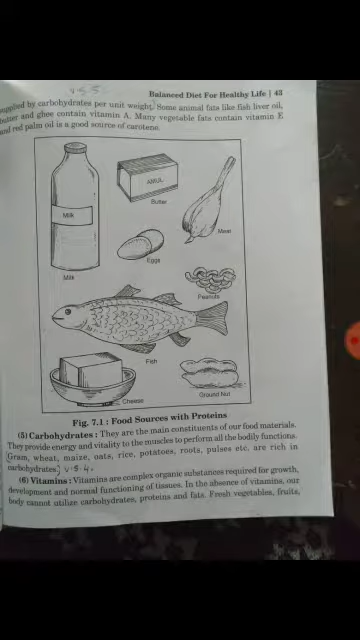 v.5.5
Balanced Diet For Healthy Life | 43
supplied by carbohydrates per unit weight. Some animal fats like fish liver oil,
butter and ghee contain vitamin A. Many vegetable fats contain vitamin E
and red palm oil is a good source of carotene.
Milk
AMUL
Butter
Meat
Eggs
Milk
Peanuts
Fish
Cheese
Ground Nut
Fig. 7.1 : Food Sources with Proteins
(5) Carbohydrates : They are the main constituents of our food materials.
They provide energy and vitality to the muscles to perform all the bodily functions.
Gram, wheat, maize, oats, rice, potatoes, roots, pulses etc. are rich in
carbohydrates. v.5.4.
(6) Vitamins : Vitamins are complex organic substances required for growth,
development and normal functioning of tissues. In the absence of vitamins, our
body cannot utilize carbohydrates, proteins and fats. Fresh vegetables, fruits,